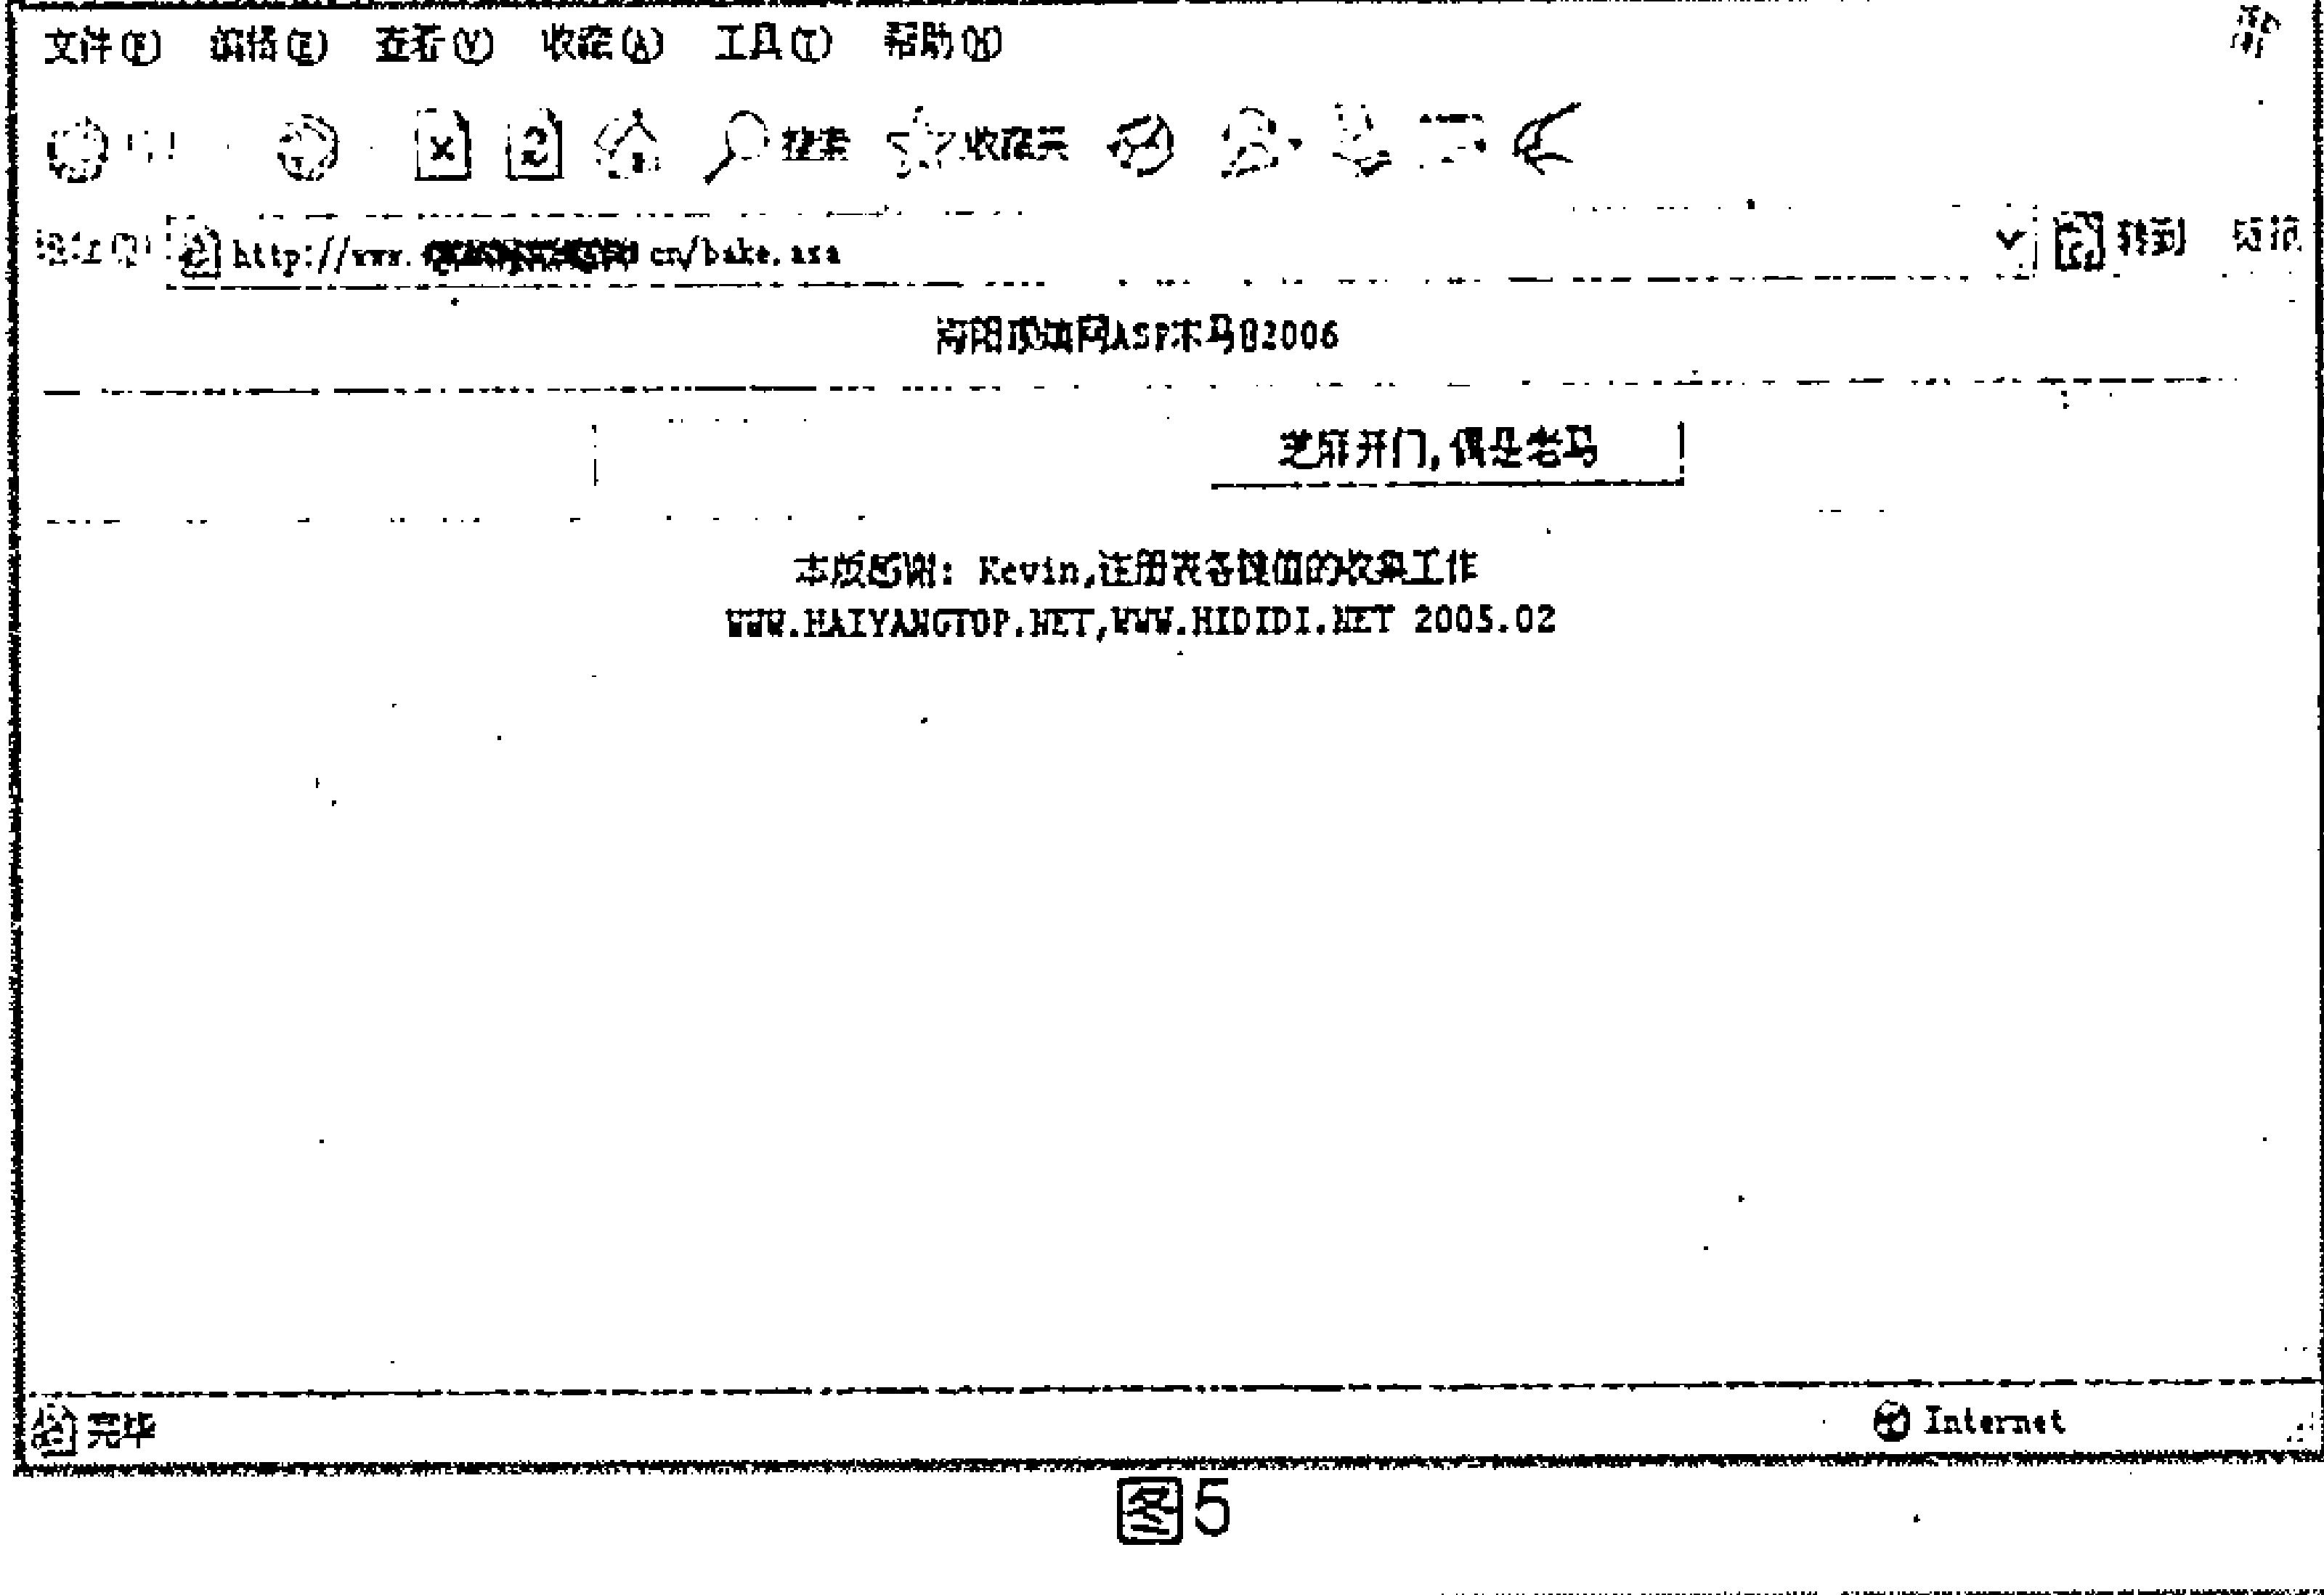 文件(F) 编辑(E) 查看(V) 收藏(A) 工具(T) 帮助(H)
搜索 收藏夹
http://www. cn/bake.asa 转到 链接
海阳顶端网ASP木马@2006
芝麻开门,偶是老马
本版感谢: Kevin,注册表各键值的收集工作
WWW.HAIYANGTOP.NET,WWW.HIDIDI.NET 2005.02
完毕 Internet
图5